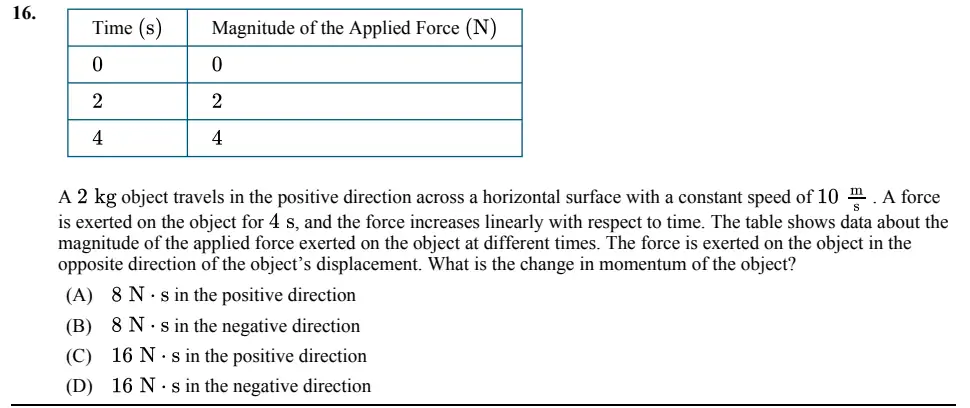 16.
Time (s) Magnitude of the Applied Force (N)
0 0
2 2
4 4
A 2 kg object travels in the positive direction across a horizontal surface with a constant speed of 10 m/s . A force
is exerted on the object for 4 s, and the force increases linearly with respect to time. The table shows data about the
magnitude of the applied force exerted on the object at different times. The force is exerted on the object in the
opposite direction of the object’s displacement. What is the change in momentum of the object?
(A) 8 N · s in the positive direction
(B) 8 N · s in the negative direction
(C) 16 N · s in the positive direction
(D) 16 N · s in the negative direction